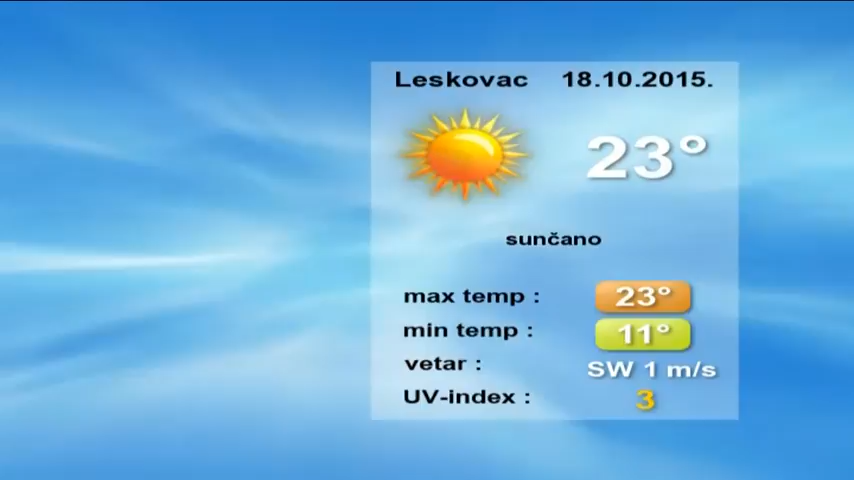 Leskovac 18.10.2015.
23°
sunčano
max temp : 23°
min temp : 11°
vetar : SW 1 m/s
UV-index : 3